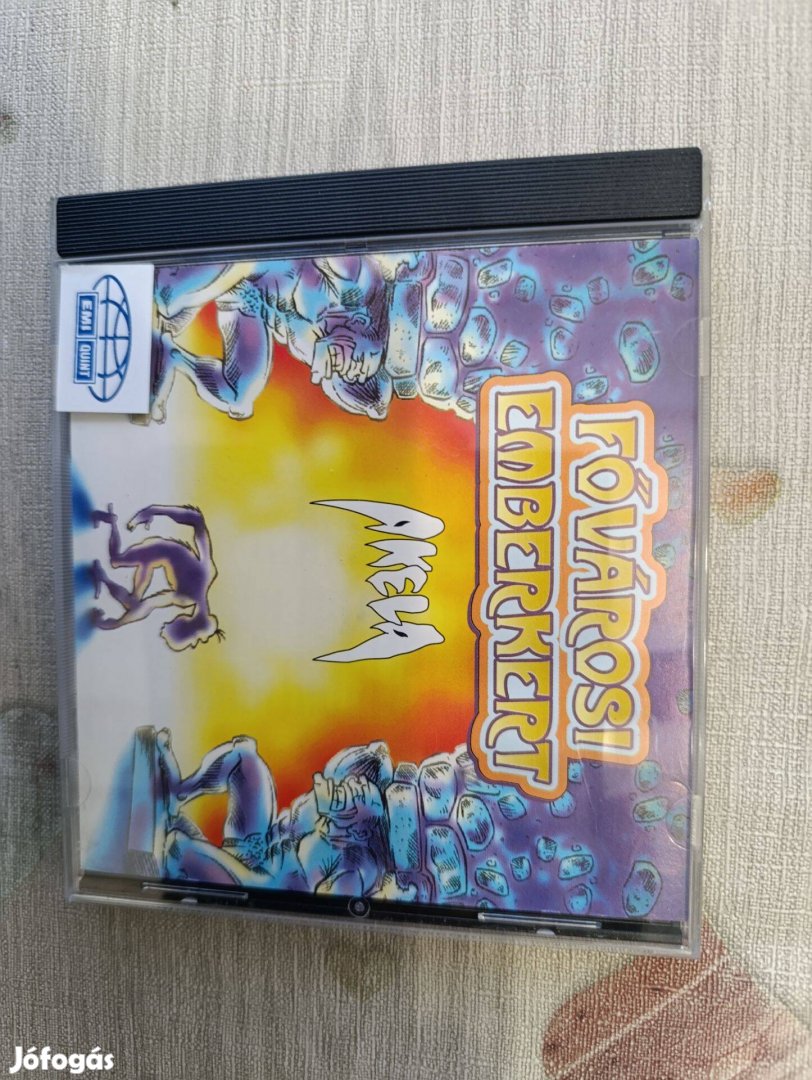 FŐVÁROSI
EMBERKERT
AKELA
EMI
QUINT
Jófogás